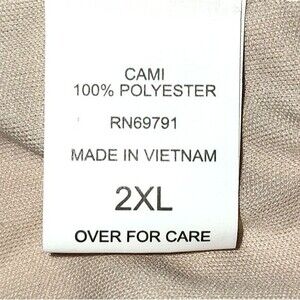 CAMI
100% POLYESTER
RN69791
MADE IN VIETNAM
2XL
OVER FOR CARE